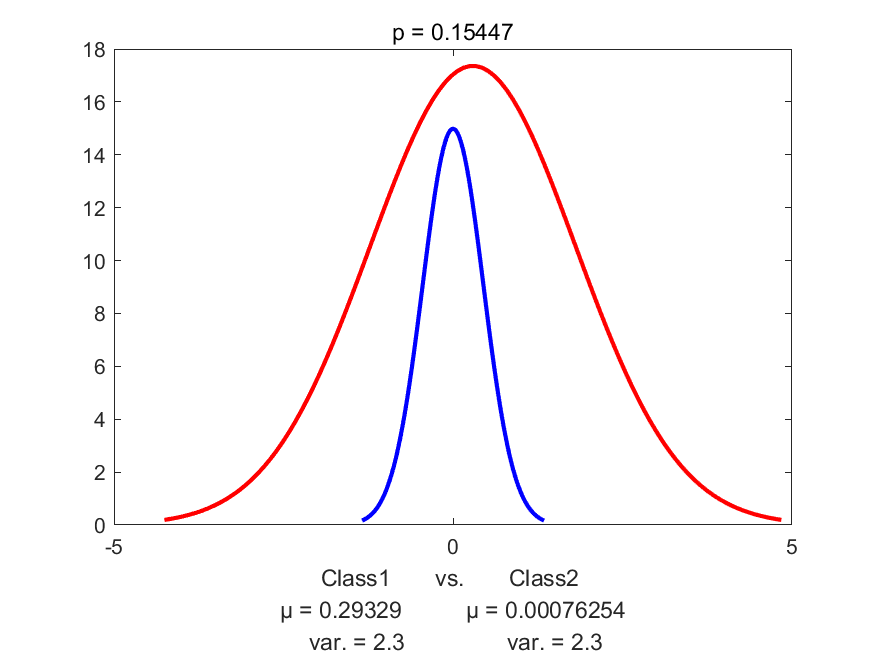 p = 0.15447
18
16
14
12
10
8
6
4
2
0
-5 0 5
Class1 vs. Class2
μ = 0.29329 μ = 0.00076254
var. = 2.3 var. = 2.3